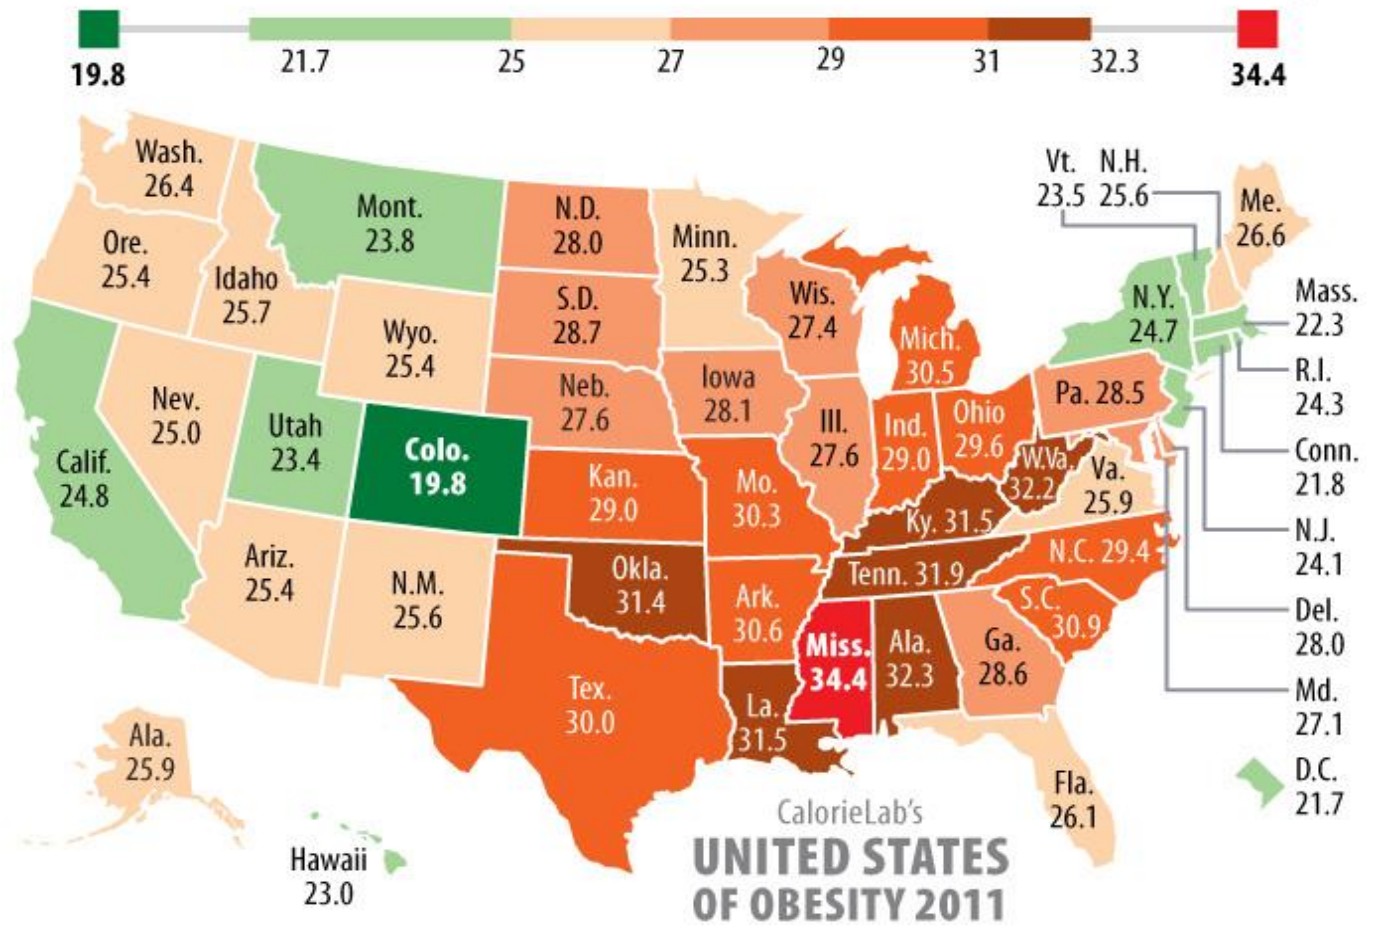 19.8
21.7
25
27
29
31
32.3
34.4
Wash.
26.4
Ore.
25.4
Idaho
25.7
Mont.
23.8
N.D.
28.0
Minn.
25.3
S.D.
28.7
Wis.
27.4
Mich.
30.5
Vt.
23.5
N.H.
25.6
Me.
26.6
N.Y.
24.7
Mass.
22.3
R.I.
24.3
Conn.
21.8
N.J.
24.1
Del.
28.0
Md.
27.1
D.C.
21.7
Wyo.
25.4
Nev.
25.0
Utah
23.4
Calif.
24.8
Colo.
19.8
Neb.
27.6
Iowa
28.1
Ill.
27.6
Ind.
29.0
Ohio
29.6
Pa. 28.5
W.Va.
32.2
Va.
25.9
Kan.
29.0
Mo.
30.3
Ky. 31.5
N.C. 29.4
Tenn. 31.9
S.C.
30.9
Ariz.
25.4
N.M.
25.6
Okla.
31.4
Ark.
30.6
Miss.
34.4
Ala.
32.3
Ga.
28.6
Tex.
30.0
La.
31.5
Fla.
26.1
Ala.
25.9
Hawaii
23.0
CalorieLab's
UNITED STATES
OF OBESITY 2011